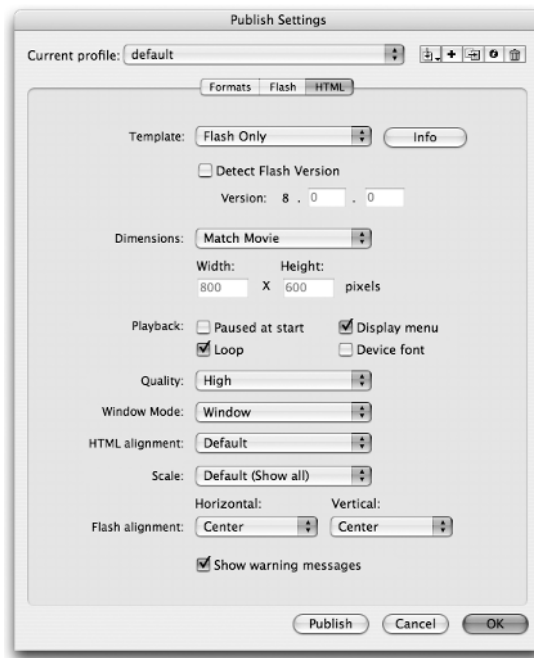 Publish Settings
Current profile: default
Formats Flash HTML
Template: Flash Only Info
Detect Flash Version
Version: 8 . 0 . 0
Dimensions: Match Movie
Width: Height:
800 X 600 pixels
Playback: Paused at start Display menu
Loop Device font
Quality: High
Window Mode: Window
HTML alignment: Default
Scale: Default (Show all)
Horizontal: Vertical:
Flash alignment: Center Center
Show warning messages
Publish Cancel OK